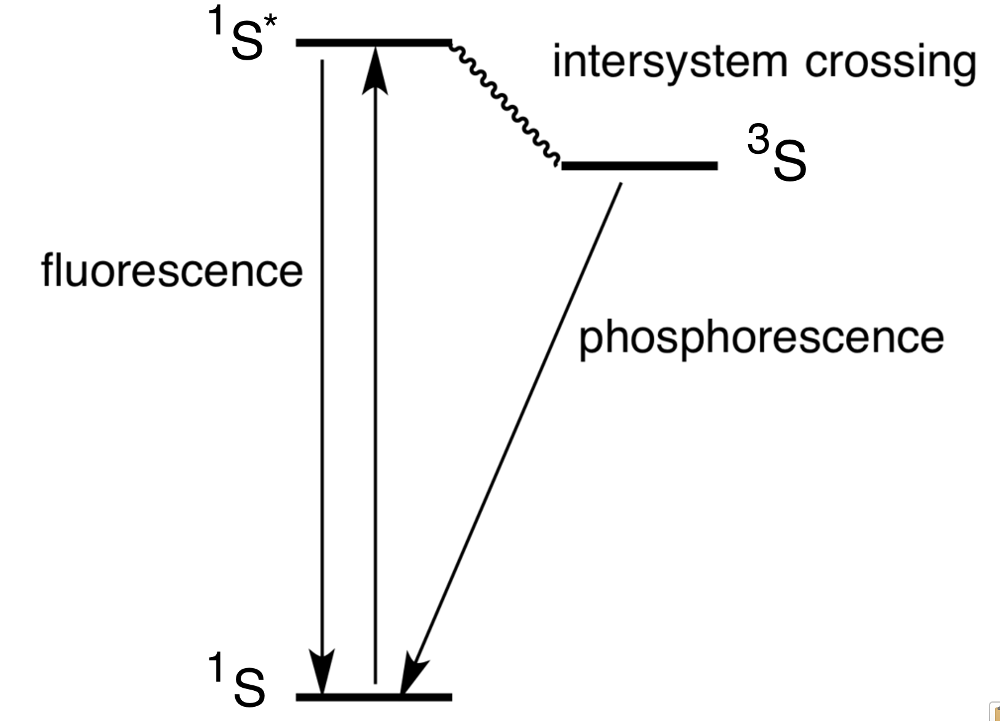 ¹S*
intersystem crossing
³S
fluorescence
phosphorescence
¹S